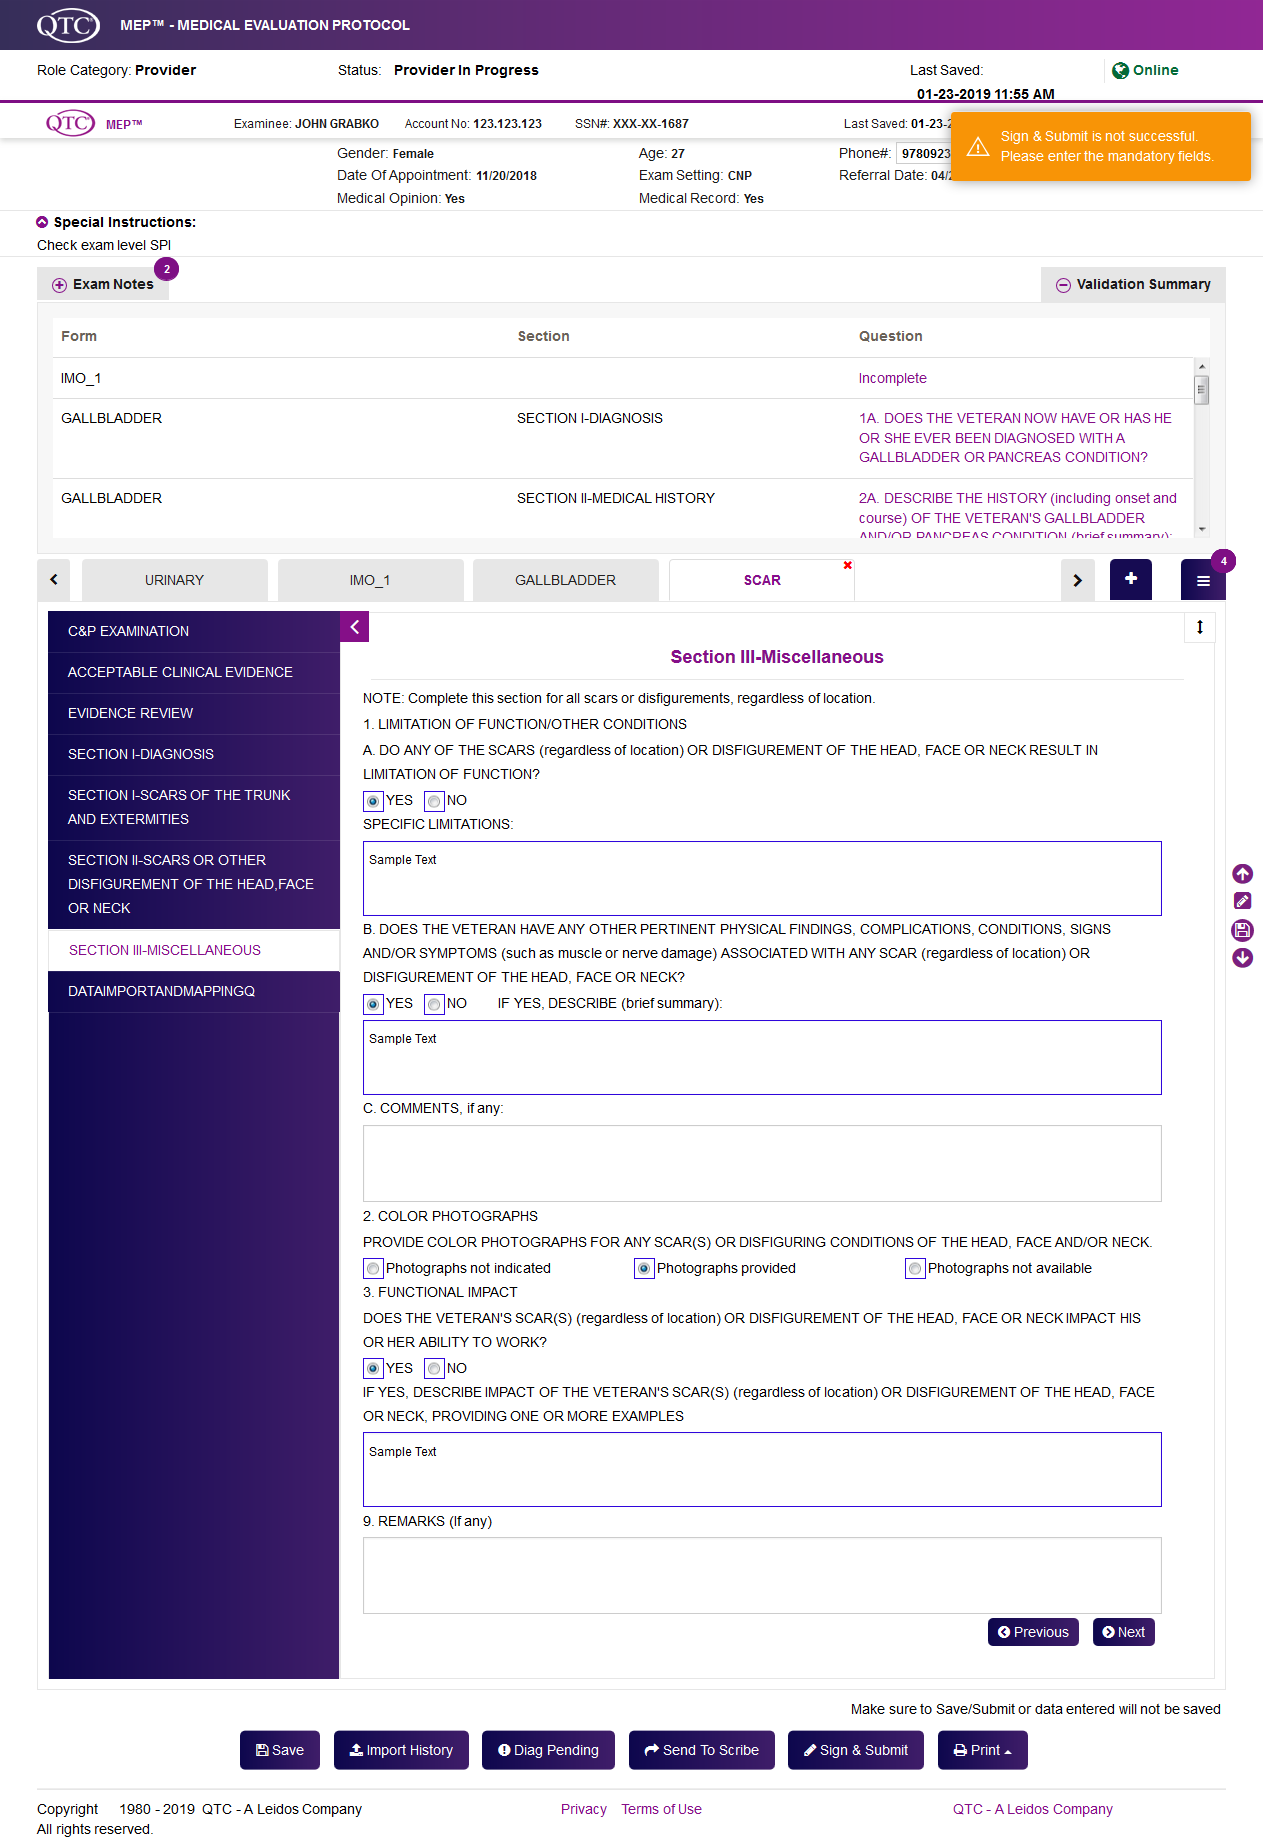 QTC® MEP™ - MEDICAL EVALUATION PROTOCOL
Role Category: Provider Status: Provider In Progress Last Saved: Online
01-23-2019 11:55 AM
QTC MEP™ Examinee: JOHN GRABKO Account No: 123.123.123 SSN#: XXX-XX-1687 Last Saved: 01-23-2
Sign & Submit is not successful.
Please enter the mandatory fields.
Gender: Female Age: 27 Phone#: 9780923
Date Of Appointment: 11/20/2018 Exam Setting: CNP Referral Date: 04/
Medical Opinion: Yes Medical Record: Yes
Special Instructions:
Check exam level SPI
Exam Notes 2 Validation Summary
Form Section Question
IMO_1 Incomplete
GALLBLADDER SECTION I-DIAGNOSIS 1A. DOES THE VETERAN NOW HAVE OR HAS HE
OR SHE EVER BEEN DIAGNOSED WITH A
GALLBLADDER OR PANCREAS CONDITION?
GALLBLADDER SECTION II-MEDICAL HISTORY 2A. DESCRIBE THE HISTORY (including onset and
course) OF THE VETERAN'S GALLBLADDER
AND/OR PANCREAS CONDITION (brief summary):
URINARY IMO_1 GALLBLADDER SCAR 4
C&P EXAMINATION
ACCEPTABLE CLINICAL EVIDENCE
EVIDENCE REVIEW
SECTION I-DIAGNOSIS
SECTION I-SCARS OF THE TRUNK
AND EXTERMITIES
SECTION II-SCARS OR OTHER
DISFIGUREMENT OF THE HEAD,FACE
OR NECK
SECTION III-MISCELLANEOUS
DATAIMPORTANDMAPPINGQ
Section III-Miscellaneous
NOTE: Complete this section for all scars or disfigurements, regardless of location.
1. LIMITATION OF FUNCTION/OTHER CONDITIONS
A. DO ANY OF THE SCARS (regardless of location) OR DISFIGUREMENT OF THE HEAD, FACE OR NECK RESULT IN
LIMITATION OF FUNCTION?
YES NO
SPECIFIC LIMITATIONS:
Sample Text
B. DOES THE VETERAN HAVE ANY OTHER PERTINENT PHYSICAL FINDINGS, COMPLICATIONS, CONDITIONS, SIGNS
AND/OR SYMPTOMS (such as muscle or nerve damage) ASSOCIATED WITH ANY SCAR (regardless of location) OR
DISFIGUREMENT OF THE HEAD, FACE OR NECK?
YES NO IF YES, DESCRIBE (brief summary):
Sample Text
C. COMMENTS, if any:
2. COLOR PHOTOGRAPHS
PROVIDE COLOR PHOTOGRAPHS FOR ANY SCAR(S) OR DISFIGURING CONDITIONS OF THE HEAD, FACE AND/OR NECK.
Photographs not indicated Photographs provided Photographs not available
3. FUNCTIONAL IMPACT
DOES THE VETERAN'S SCAR(S) (regardless of location) OR DISFIGUREMENT OF THE HEAD, FACE OR NECK IMPACT HIS
OR HER ABILITY TO WORK?
YES NO
IF YES, DESCRIBE IMPACT OF THE VETERAN'S SCAR(S) (regardless of location) OR DISFIGUREMENT OF THE HEAD, FACE
OR NECK, PROVIDING ONE OR MORE EXAMPLES
Sample Text
9. REMARKS (If any)
Previous Next
Make sure to Save/Submit or data entered will not be saved
Save Import History Diag Pending Send To Scribe Sign & Submit Print
Copyright 1980 - 2019 QTC - A Leidos Company Privacy Terms of Use QTC - A Leidos Company
All rights reserved.